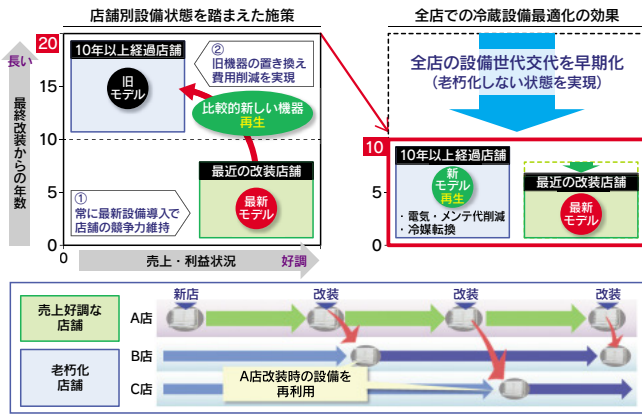 店舗別設備状態を踏まえた施策
20
長い
15
10
5
0
最終改装からの年数
10年以上経過店舗
旧
モデル
②
旧機器の置き換え
費用削減を実現
比較的新しい機器
再生
①
常に最新設備導入で
店舗の競争力維持
最近の改装店舗
最新
モデル
0
売上・利益状況
好調
全店での冷蔵設備最適化の効果
全店の設備世代交代を早期化
（老朽化しない状態を実現）
10
5
0
10年以上経過店舗
新
モデル
再生
・電気・メンテ代削減
・冷媒転換
最近の改装店舗
最新
モデル
売上好調な
店舗
老朽化
店舗
新店
改装
改装
改装
A店
B店
C店
A店改装時の設備を
再利用